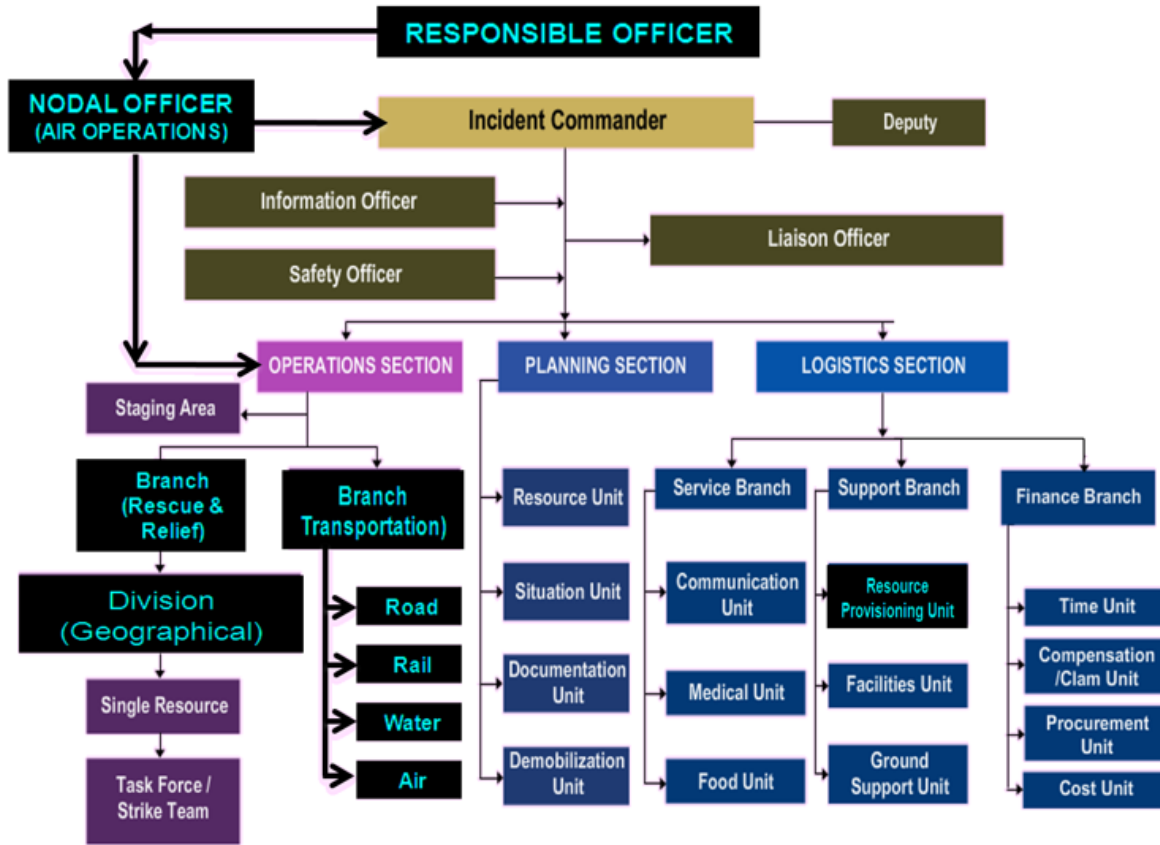 RESPONSIBLE OFFICER
NODAL OFFICER
(AIR OPERATIONS)
Incident Commander
Deputy
Information Officer
Liaison Officer
Safety Officer
OPERATIONS SECTION
PLANNING SECTION
LOGISTICS SECTION
Staging Area
Branch
(Rescue &
Relief)
Branch
Transportation)
Resource Unit
Service Branch
Support Branch
Finance Branch
Division
(Geographical)
Road
Situation Unit
Communication
Unit
Resource
Provisioning Unit
Time Unit
Rail
Compensation
/Clam Unit
Single Resource
Water
Documentation
Unit
Medical Unit
Facilities Unit
Procurement
Unit
Task Force /
Strike Team
Air
Demobilization
Unit
Food Unit
Ground
Support Unit
Cost Unit